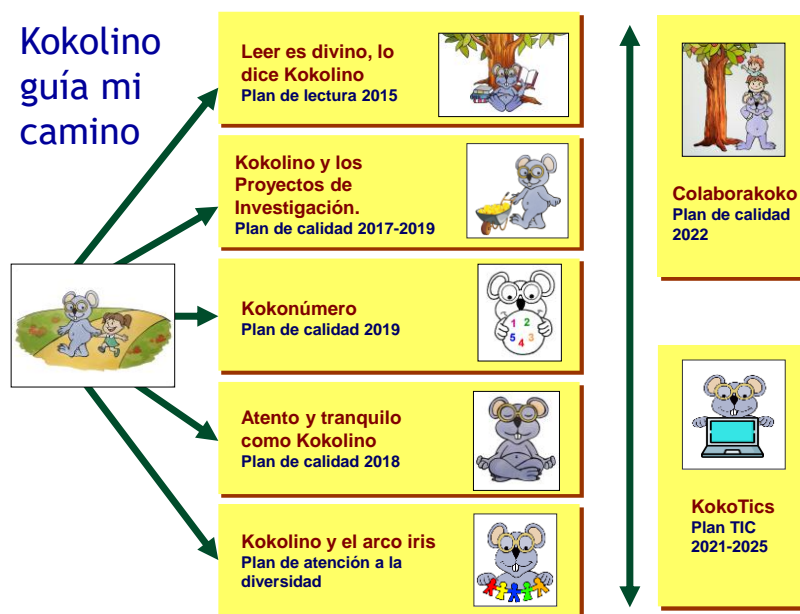 Kokolino
guía mi
camino
Leer es divino, lo
dice Kokolino
Plan de lectura 2015
Kokolino y los
Proyectos de
Investigación.
Plan de calidad 2017-2019
Kokonúmero
Plan de calidad 2019
1 2
5 3
4
Atento y tranquilo
como Kokolino
Plan de calidad 2018
Kokolino y el arco iris
Plan de atención a la
diversidad
Colaborakoko
Plan de calidad
2022
KokoTics
Plan TIC
2021-2025